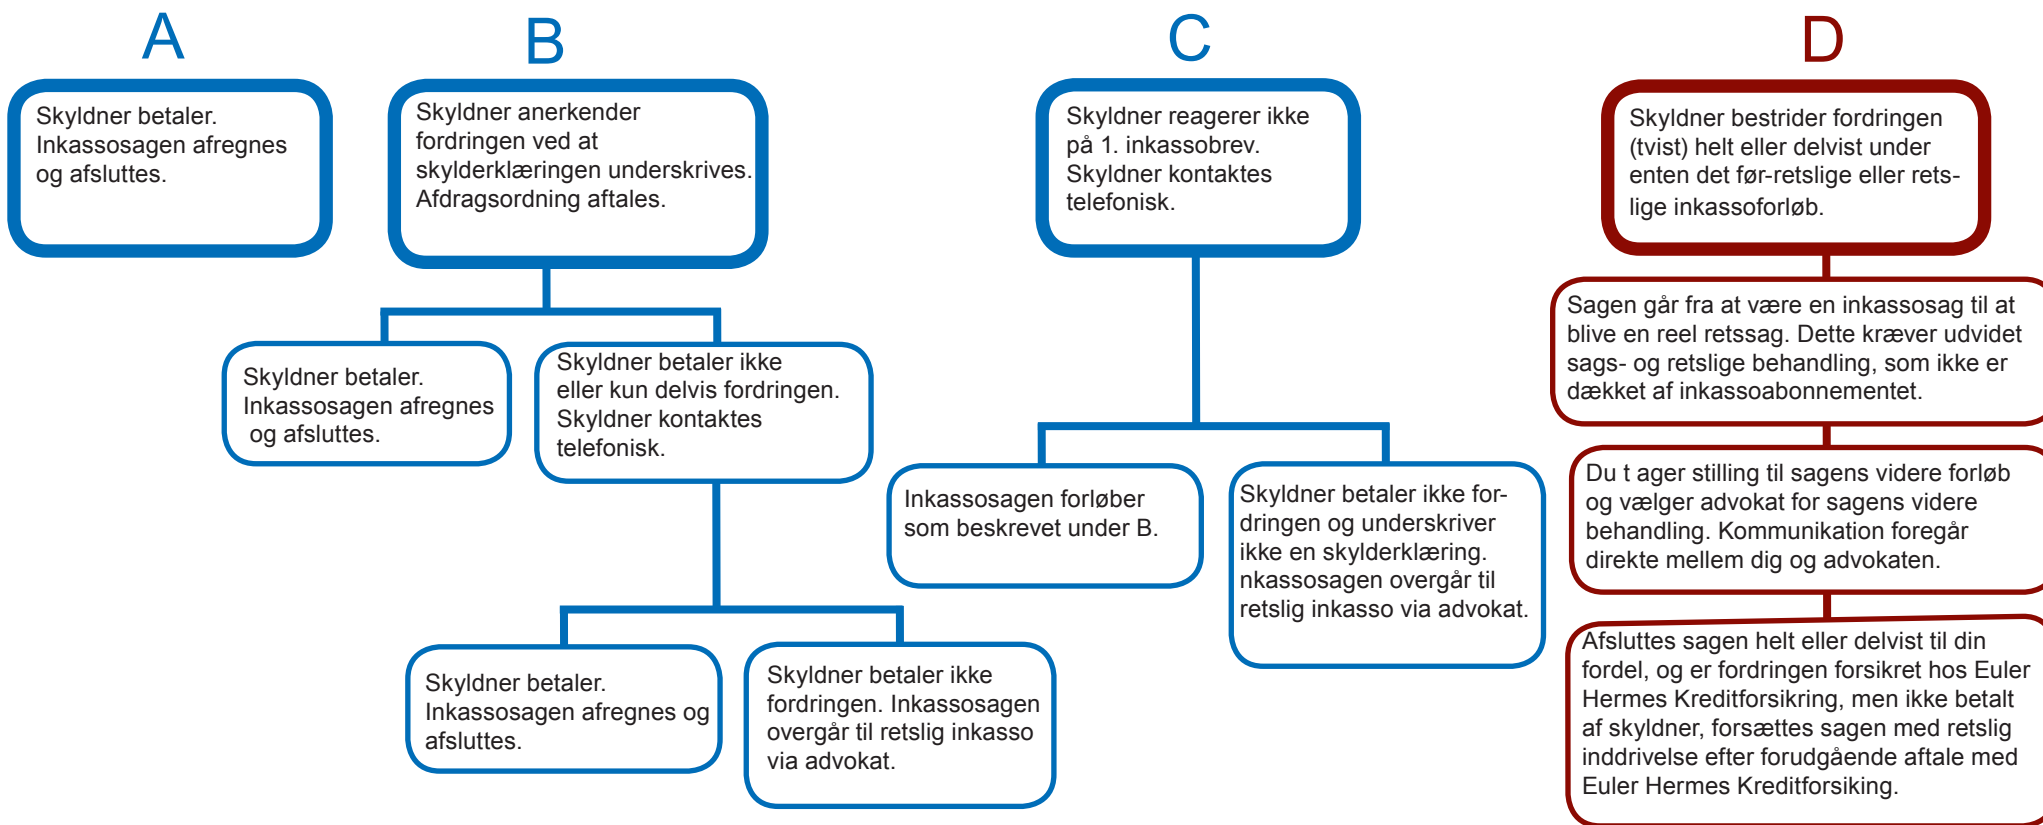 A
Skyldner betaler.
Inkassosagen afregnes
og afsluttes.
B
Skyldner anerkender
fordringen ved at
skylderklæringen underskrives.
Afdragsordning aftales.
Skyldner betaler.
Inkassosagen afregnes
og afsluttes.
Skyldner betaler ikke
eller kun delvis fordringen.
Skyldner kontaktes
telefonisk.
Skyldner betaler.
Inkassosagen afregnes og
afsluttes.
Skyldner betaler ikke
fordringen. Inkassosagen
overgår til retslig inkasso
via advokat.
C
Skyldner reagerer ikke
på 1. inkassobrev.
Skyldner kontaktes
telefonisk.
Inkassosagen forløber
som beskrevet under B.
Skyldner betaler ikke for-
dringen og underskriver
ikke en skylderklæring.
nkassosagen overgår til
retslig inkasso via advokat.
D
Skyldner bestrider fordringen
(tvist) helt eller delvist under
enten det før-retslige eller rets-
lige inkassoforløb.
Sagen går fra at være en inkassosag til at
blive en reel retssag. Dette kræver udvidet
sags- og retslige behandling, som ikke er
dækket af inkassoabonnementet.
Du t ager stilling til sagens videre forløb
og vælger advokat for sagens videre
behandling. Kommunikation foregår
direkte mellem dig og advokaten.
Afsluttes sagen helt eller delvist til din
fordel, og er fordringen forsikret hos Euler
Hermes Kreditforsikring, men ikke betalt
af skyldner, forsættes sagen med retslig
inddrivelse efter forudgående aftale med
Euler Hermes Kreditforsiking.